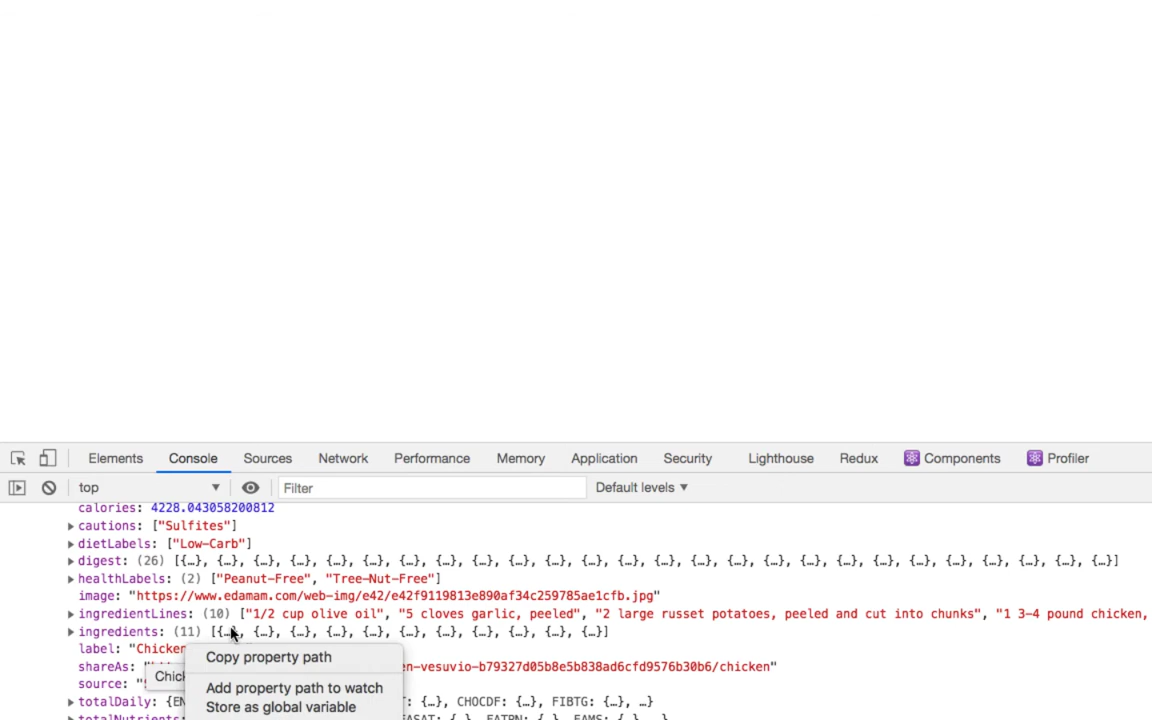 Elements Console Sources Network Performance Memory Application Security Lighthouse Redux Components Profiler
top Filter Default levels
calories: 4228.043058200812
cautions: ["Sulfites"]
dietLabels: ["Low-Carb"]
digest: (26) [{…}, {…}, {…}, {…}, {…}, {…}, {…}, {…}, {…}, {…}, {…}, {…}, {…}, {…}, {…}, {…}, {…}, {…}, {…}, {…}, {…}, {…}, {…}, {…}, {…}, {…}]
healthLabels: (2) ["Peanut-Free", "Tree-Nut-Free"]
image: "https://www.edamam.com/web-img/e42/e42f9119813e890af34c259785ae1cfb.jpg"
ingredientLines: (10) ["1/2 cup olive oil", "5 cloves garlic, peeled", "2 large russet potatoes, peeled and cut into chunks", "1 3-4 pound chicken,
ingredients: (11) [{…}, {…}, {…}, {…}, {…}, {…}, {…}, {…}, {…}, {…}, {…}]
label: "Chicken
Copy property path
shareAs: en-vesuvio-b79327d05b8e5b838ad6cfd9576b30b6/chicken"
Chick
source: "
Add property path to watch
totalDaily: {EN : {…}, CHOCDF: {…}, FIBTG: {…}, …}
Store as global variable